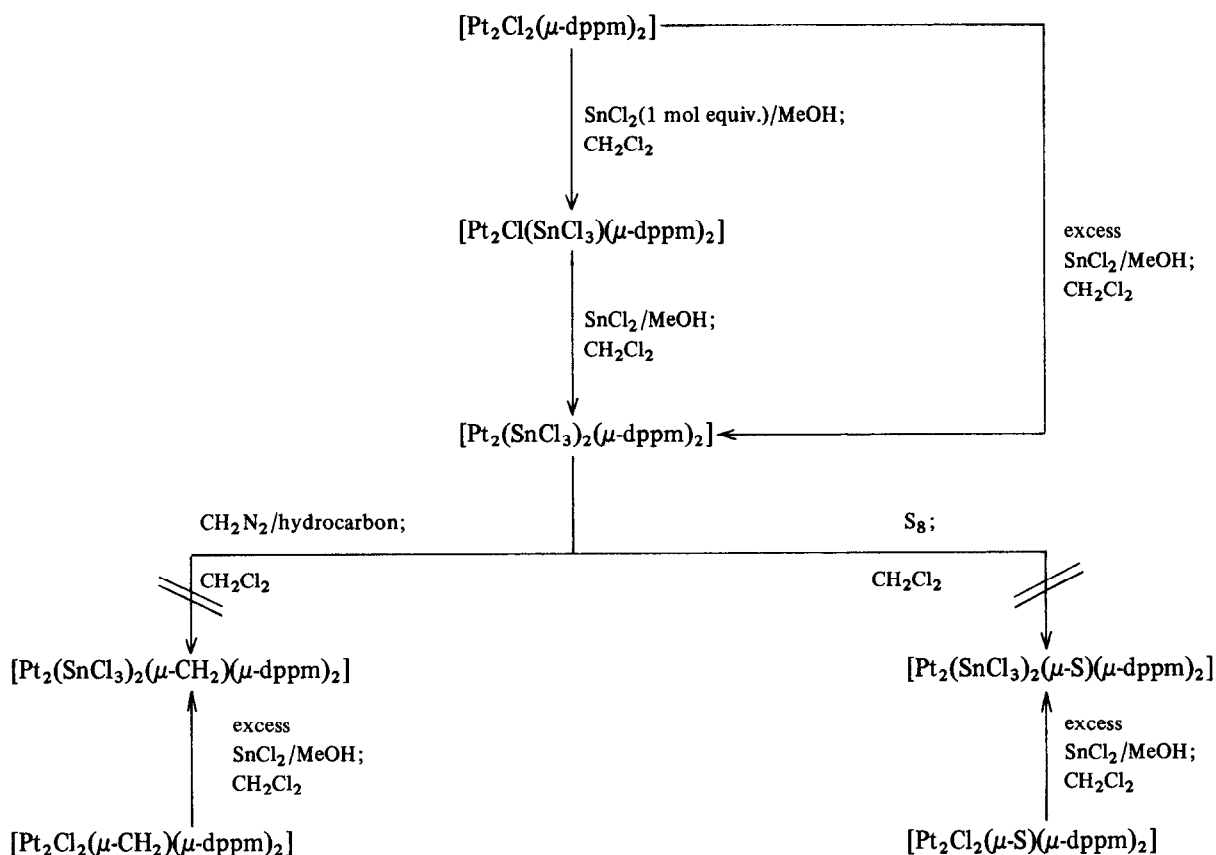 [Pt₂Cl₂(μ-dppm)₂]
SnCl₂(1 mol equiv.)/MeOH;
CH₂Cl₂
[Pt₂Cl(SnCl₃)(μ-dppm)₂]
excess
SnCl₂/MeOH;
CH₂Cl₂
SnCl₂/MeOH;
CH₂Cl₂
[Pt₂(SnCl₃)₂(μ-dppm)₂]
CH₂N₂/hydrocarbon;
CH₂Cl₂
S₈;
CH₂Cl₂
[Pt₂(SnCl₃)₂(μ-CH₂)(μ-dppm)₂]
[Pt₂(SnCl₃)₂(μ-S)(μ-dppm)₂]
excess
SnCl₂/MeOH;
CH₂Cl₂
excess
SnCl₂/MeOH;
CH₂Cl₂
[Pt₂Cl₂(μ-CH₂)(μ-dppm)₂]
[Pt₂Cl₂(μ-S)(μ-dppm)₂]